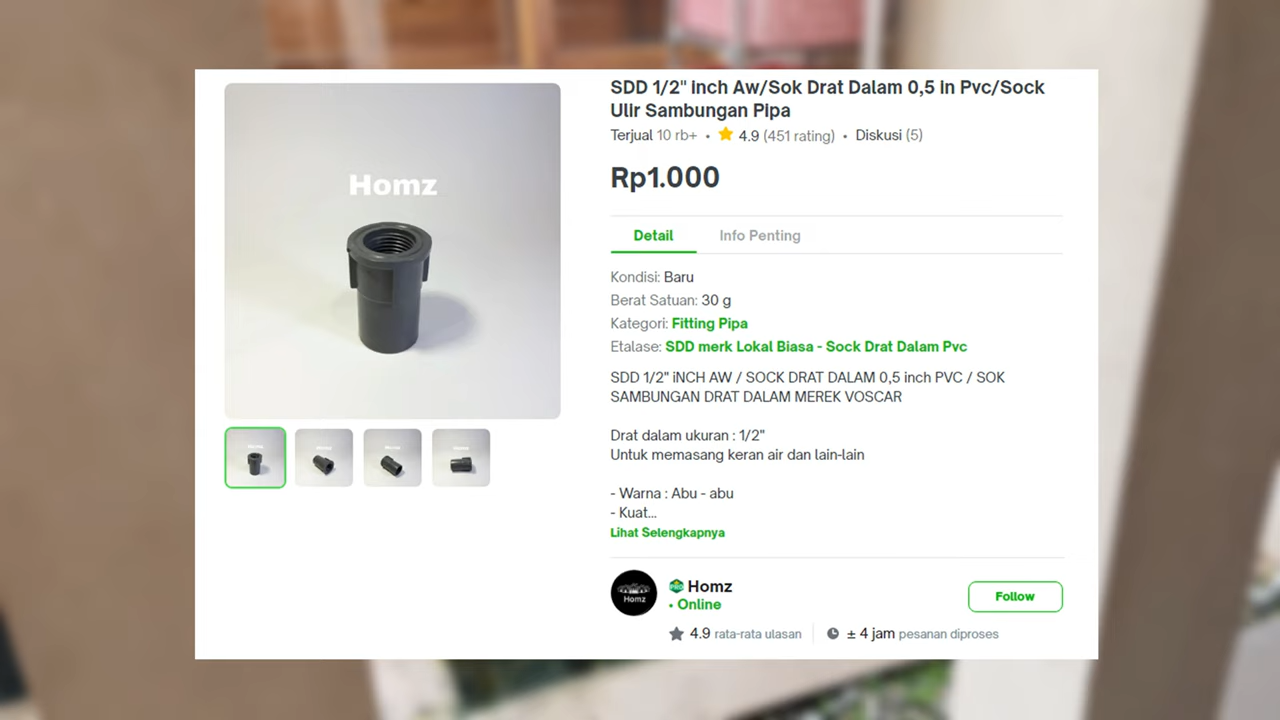 Homz
SDD 1/2" inch Aw/Sok Drat Dalam 0,5 in Pvc/Sock
Ulir Sambungan Pipa
Terjual 10 rb+ • 4.9 (451 rating) • Diskusi (5)
Rp1.000
Detail Info Penting
Kondisi: Baru
Berat Satuan: 30 g
Kategori: Fitting Pipa
Etalase: SDD merk Lokal Biasa - Sock Drat Dalam Pvc
SDD 1/2" iNCH AW / SOCK DRAT DALAM 0,5 inch PVC / SOK
SAMBUNGAN DRAT DALAM MEREK VOSCAR
Drat dalam ukuran : 1/2"
Untuk memasang keran air dan lain-lain
- Warna : Abu - abu
- Kuat...
Lihat Selengkapnya
Homz
Homz
• Online
Follow
4.9 rata-rata ulasan
± 4 jam pesanan diproses